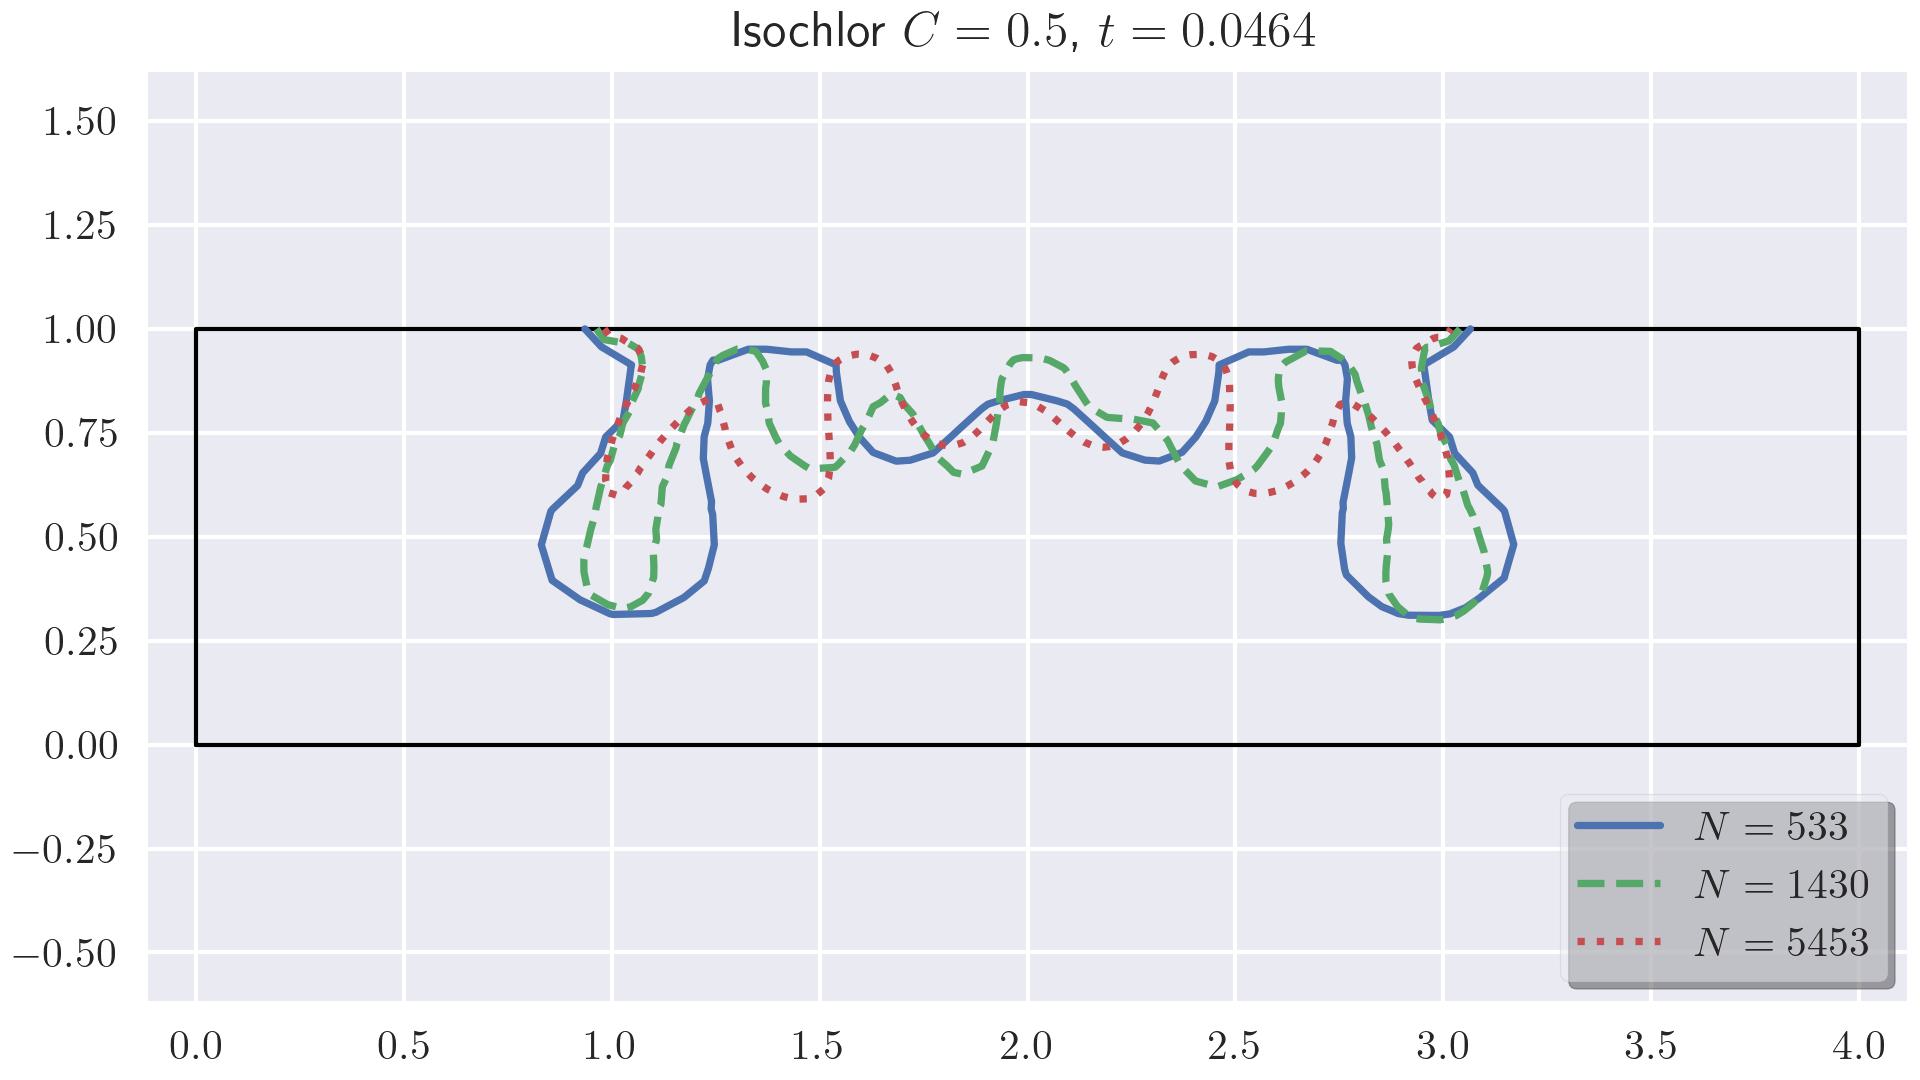 Isochlor C = 0.5, t = 0.0464
1.50
1.25
1.00
0.75
0.50
0.25
0.00
−0.25
−0.50
N = 533
N = 1430
N = 5453
0.0 0.5 1.0 1.5 2.0 2.5 3.0 3.5 4.0